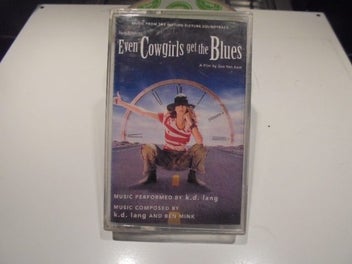 MUSIC FROM THE MOTION PICTURE SOUNDTRACK
Even Cowgirls get the Blues
A Film by Gus Van Sant
MUSIC PERFORMED BY k.d. lang
MUSIC COMPOSED BY
k.d. lang AND BEN MINK